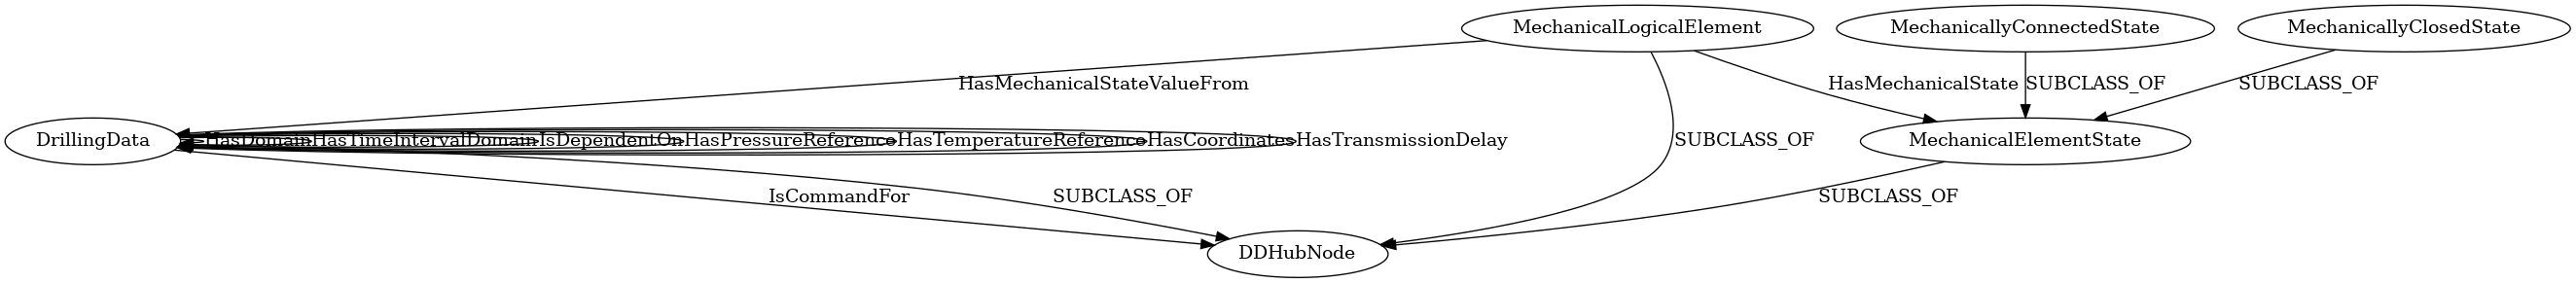 MechanicalLogicalElement
MechanicallyConnectedState
MechanicallyClosedState
HasMechanicalStateValueFrom
HasMechanicalState
SUBCLASS_OF
SUBCLASS_OF
DrillingData
HasDomain
HasTimeIntervalDomain
IsDependentOn
HasPressureReference
HasTemperatureReference
HasCoordinates
HasTransmissionDelay
SUBCLASS_OF
MechanicalElementState
IsCommandFor
SUBCLASS_OF
SUBCLASS_OF
DDHubNode